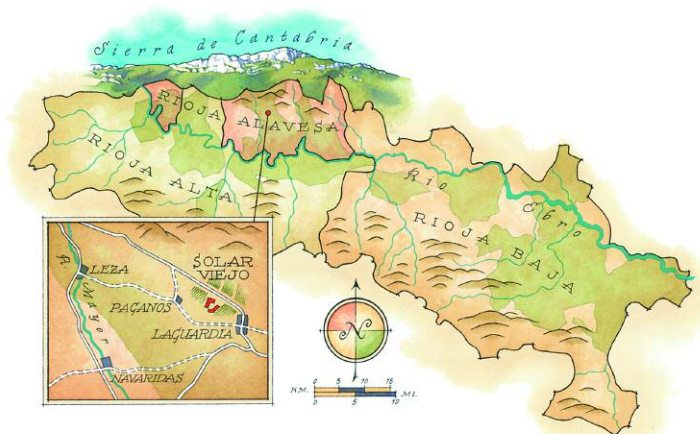 Sierra de Cantabria
RIOJA ALAVESA
RIOJA ALTA
Rio Ebro
RIOJA BAJA
SOLAR
VIEJO
LEZA
R. Mayor
PAGANOS
LAGUARDIA
NAVARIDAS
N
KM. 0 5 10 15
0 5 10 MI.